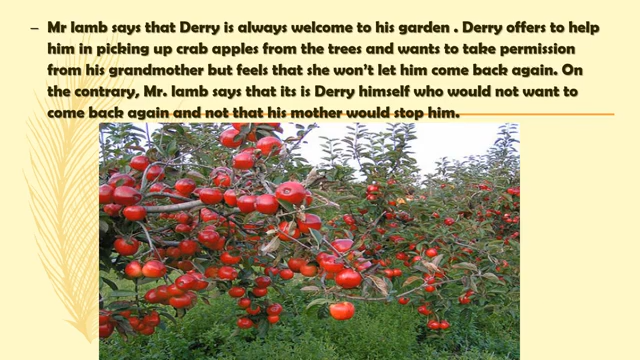 – Mr lamb says that Derry is always welcome to his garden . Derry offers to help
him in picking up crab apples from the trees and wants to take permission
from his grandmother but feels that she won’t let him come back again. On
the contrary, Mr. lamb says that its is Derry himself who would not want to
come back again and not that his mother would stop him.